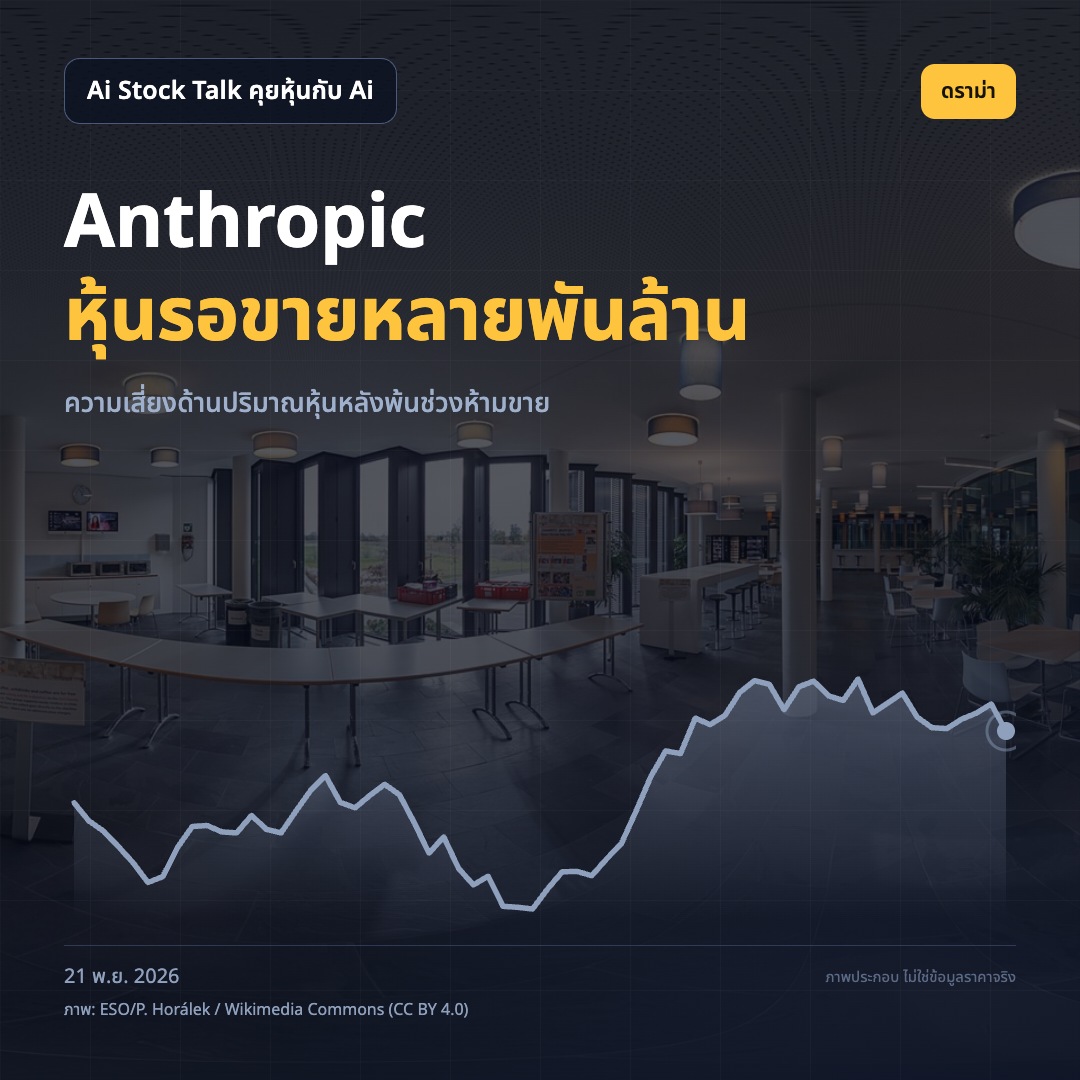 Ai Stock Talk คุยหุ้นกับ Ai
ดราม่า
Anthropic
หุ้นรอขายหลายพันล้าน
ความเสี่ยงด้านปริมาณหุ้นหลังพ้นช่วงห้ามขาย
21 พ.ย. 2026
ภาพประกอบ ไม่ใช่ข้อมูลราคาจริง
ภาพ: ESO/P. Horálek / Wikimedia Commons (CC BY 4.0)